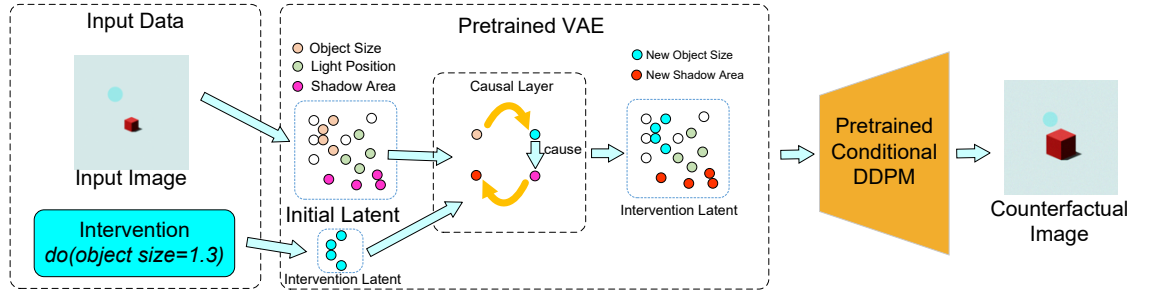 Input Data
Input Image
Intervention
do(object size=1.3)
Pretrained VAE
Object Size
Light Position
Shadow Area
Initial Latent
Intervention Latent
Causal Layer
cause
New Object Size
New Shadow Area
Intervention Latent
Pretrained
Conditional
DDPM
Counterfactual
Image